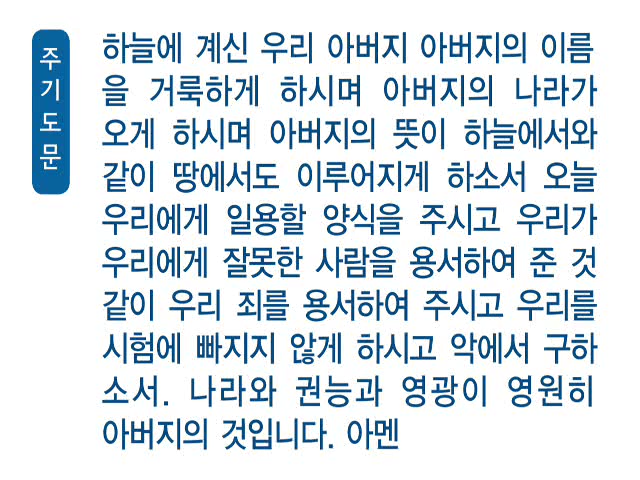 주기도문
하늘에 계신 우리 아버지 아버지의 이름
을 거룩하게 하시며 아버지의 나라가
오게 하시며 아버지의 뜻이 하늘에서와
같이 땅에서도 이루어지게 하소서 오늘
우리에게 일용할 양식을 주시고 우리가
우리에게 잘못한 사람을 용서하여 준 것
같이 우리 죄를 용서하여 주시고 우리를
시험에 빠지지 않게 하시고 악에서 구하
소서. 나라와 권능과 영광이 영원히
아버지의 것입니다. 아멘